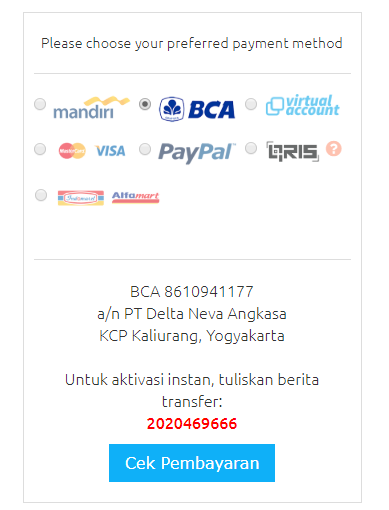 Please choose your preferred payment method
mandiri BCA virtual account
MasterCard VISA PayPal QRIS ?
Indomaret Alfamart
BCA 8610941177
a/n PT Delta Neva Angkasa
KCP Kaliurang, Yogyakarta
Untuk aktivasi instan, tuliskan berita
transfer:
2020469666
Cek Pembayaran